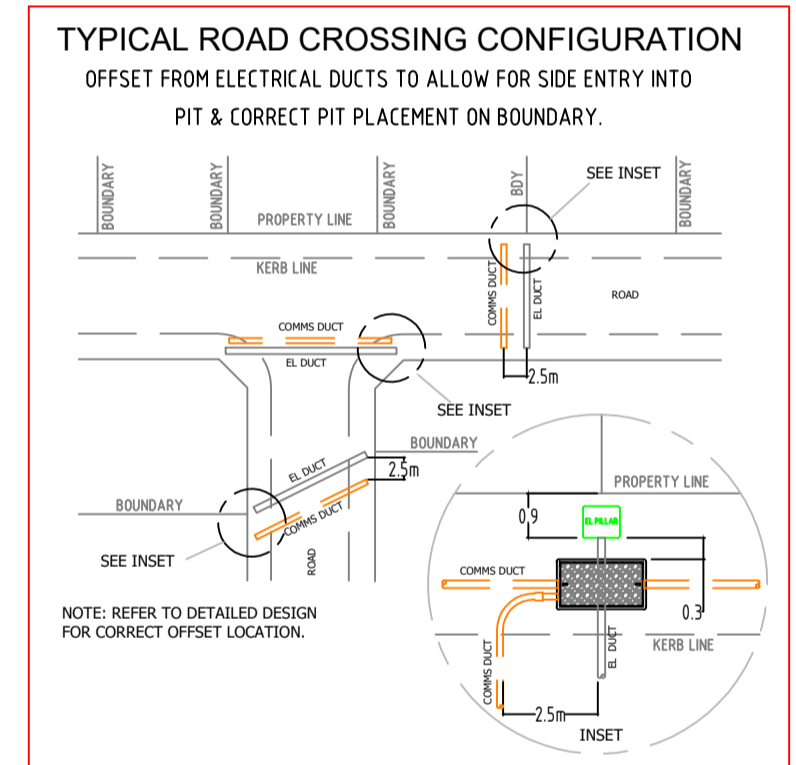 TYPICAL ROAD CROSSING CONFIGURATION
OFFSET FROM ELECTRICAL DUCTS TO ALLOW FOR SIDE ENTRY INTO
PIT & CORRECT PIT PLACEMENT ON BOUNDARY.
BOUNDARY
BOUNDARY
BOUNDARY
BDY
BOUNDARY
SEE INSET
PROPERTY LINE
KERB LINE
COMMS DUCT
EL DUCT
ROAD
COMMS DUCT
EL DUCT
2.5m
SEE INSET
BOUNDARY
EL DUCT
2.5m
BOUNDARY
COMMS DUCT
SEE INSET
ROAD
NOTE: REFER TO DETAILED DESIGN
FOR CORRECT OFFSET LOCATION.
PROPERTY LINE
0.9
EL PILLAR
COMMS DUCT
0.3
KERB LINE
EL DUCT
COMMS DUCT
2.5m
INSET